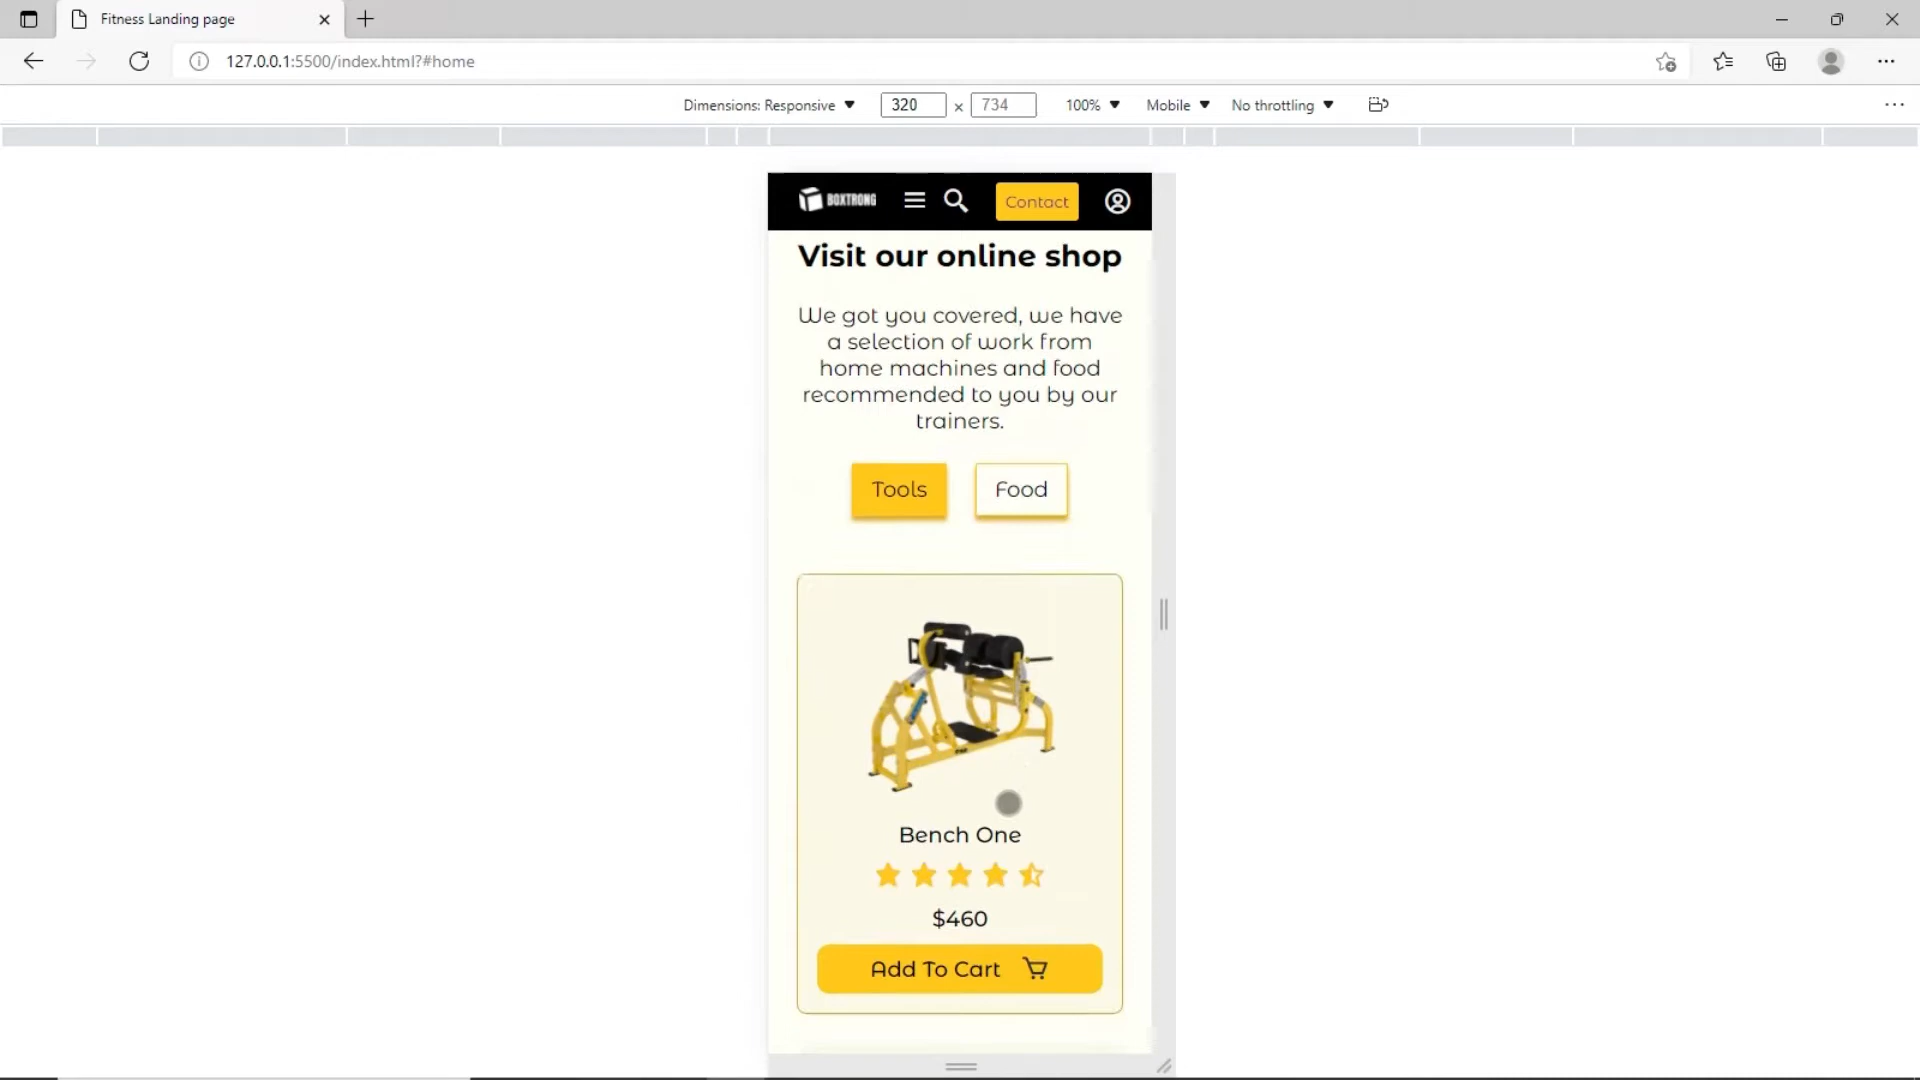 Fitness Landing page
127.0.0.1:5500/index.html?#home
Dimensions: Responsive 320 x 734 100% Mobile No throttling
BOXTRONG Contact
Visit our online shop
We got you covered, we have
a selection of work from
home machines and food
recommended to you by our
trainers.
Tools Food
Bench One
$460
Add To Cart